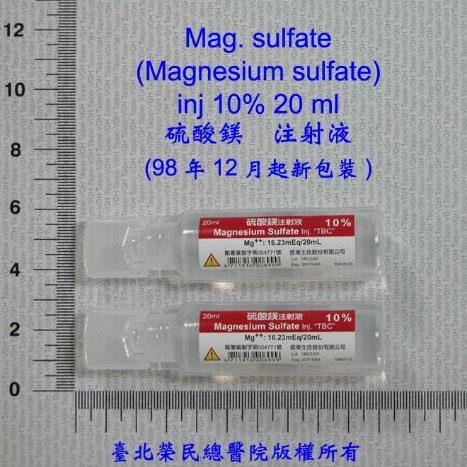 Mag. sulfate
(Magnesium sulfate)
inj 10% 20 ml
硫酸鎂 注射液
(98 年 12 月起新包裝 )
12
10
8
6
4
2
0
20ml 硫酸鎂注射液 10%
Magnesium Sulfate Inj. "TBC"
Mg++: 16.23mEq/20mL
衛署藥製字第004771號 信東生技股份有限公司
20ml 硫酸鎂注射液 10%
Magnesium Sulfate Inj. "TBC"
Mg++: 16.23mEq/20mL
衛署藥製字第004771號 信東生技股份有限公司
臺北榮民總醫院版權所有